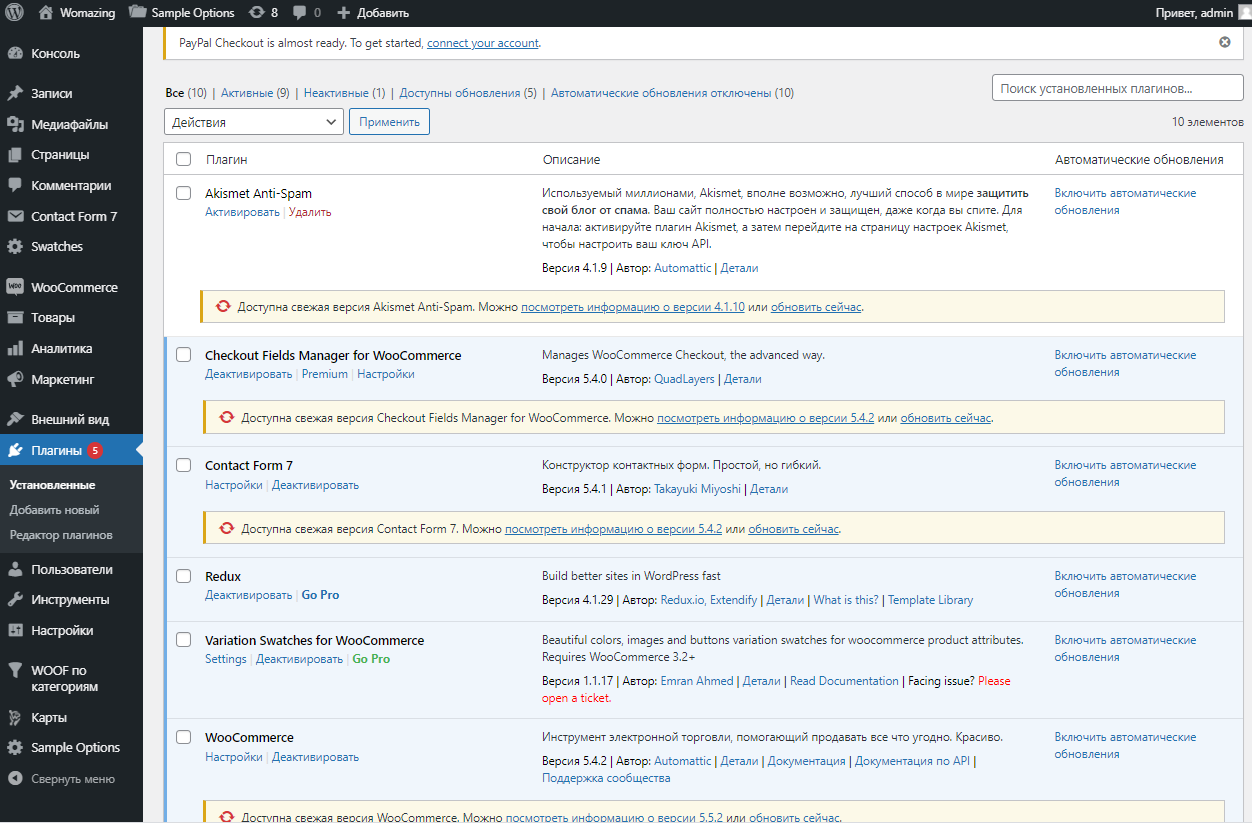 Womazing Sample Options 8 0 Добавить Привет, admin
Консоль
Записи
Медиафайлы
Страницы
Комментарии
Contact Form 7
Swatches
WooCommerce
Товары
Аналитика
Маркетинг
Внешний вид
Плагины 5
Установленные
Добавить новый
Редактор плагинов
Пользователи
Инструменты
Настройки
WOOF по
категориям
Карты
Sample Options
Свернуть меню
PayPal Checkout is almost ready. To get started, connect your account.
Все (10) | Активные (9) | Неактивные (1) | Доступны обновления (5) | Автоматические обновления отключены (10)
Поиск установленных плагинов...
Действия Применить
10 элементов
Плагин Описание Автоматические обновления
Akismet Anti-Spam
Активировать | Удалить
Используемый миллионами, Akismet, вполне возможно, лучший способ в мире защитить
свой блог от спама. Ваш сайт полностью настроен и защищен, даже когда вы спите. Для
начала: активируйте плагин Akismet, а затем перейдите на страницу настроек Akismet,
чтобы настроить ваш ключ API.
Версия 4.1.9 | Автор: Automattic | Детали
Включить автоматические
обновления
Доступна свежая версия Akismet Anti-Spam. Можно посмотреть информацию о версии 4.1.10 или обновить сейчас.
Checkout Fields Manager for WooCommerce
Деактивировать | Premium | Настройки
Manages WooCommerce Checkout, the advanced way.
Версия 5.4.0 | Автор: QuadLayers | Детали
Включить автоматические
обновления
Доступна свежая версия Checkout Fields Manager for WooCommerce. Можно посмотреть информацию о версии 5.4.2 или обновить сейчас.
Contact Form 7
Настройки | Деактивировать
Конструктор контактных форм. Простой, но гибкий.
Версия 5.4.1 | Автор: Takayuki Miyoshi | Детали
Включить автоматические
обновления
Доступна свежая версия Contact Form 7. Можно посмотреть информацию о версии 5.4.2 или обновить сейчас.
Redux
Деактивировать | Go Pro
Build better sites in WordPress fast
Версия 4.1.29 | Автор: Redux.io, Extendify | Детали | What is this? | Template Library
Включить автоматические
обновления
Variation Swatches for WooCommerce
Settings | Деактивировать | Go Pro
Beautiful colors, images and buttons variation swatches for woocommerce product attributes.
Requires WooCommerce 3.2+
Версия 1.1.17 | Автор: Emran Ahmed | Детали | Read Documentation | Facing issue? Please
open a ticket.
Включить автоматические
обновления
WooCommerce
Настройки | Деактивировать
Инструмент электронной торговли, помогающий продавать все что угодно. Красиво.
Версия 5.4.2 | Автор: Automattic | Детали | Документация | Документация по API |
Поддержка сообщества
Включить автоматические
обновления
Доступна свежая версия WooCommerce. Можно посмотреть информацию о версии 5.5.2 или обновить сейчас.